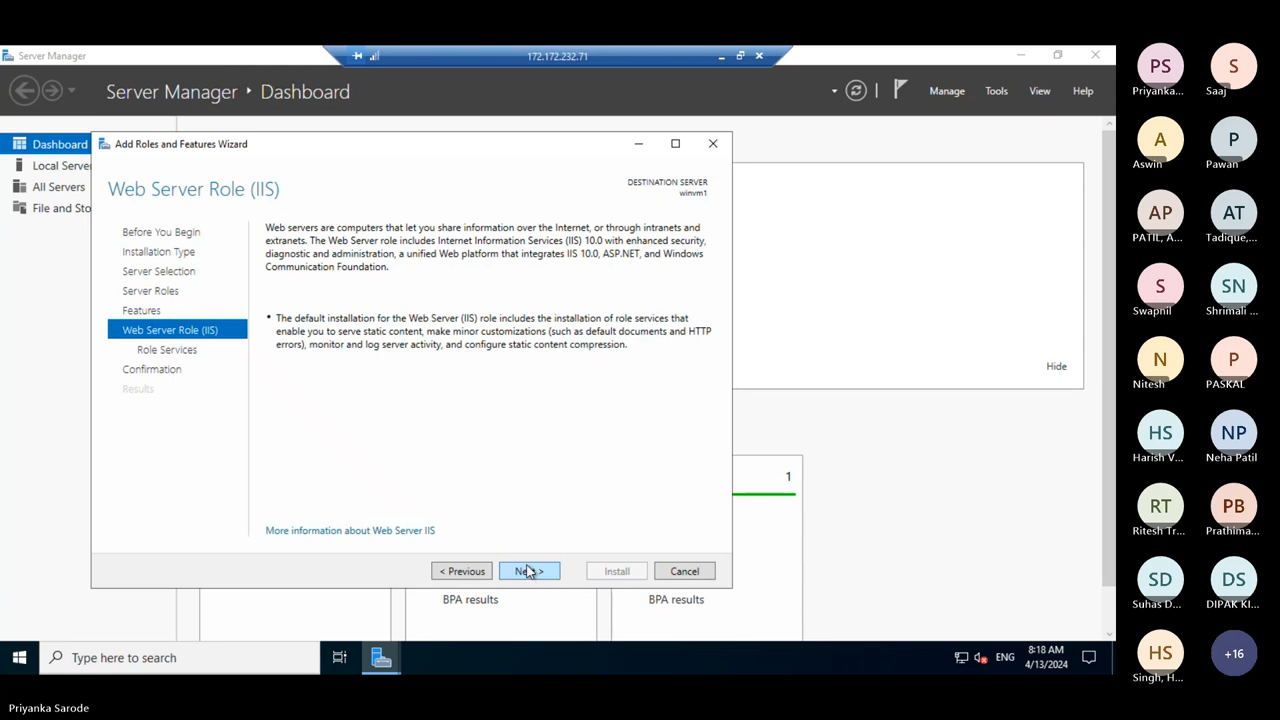 Server Manager
172.172.232.71
Server Manager
Dashboard
Manage
Tools
View
Help
Dashboard
Local Serve
All Servers
File and Sto
Add Roles and Features Wizard
Web Server Role (IIS)
DESTINATION SERVER
winvm1
Before You Begin
Installation Type
Server Selection
Server Roles
Features
Web Server Role (IIS)
Role Services
Confirmation
Results
Web servers are computers that let you share information over the Internet, or through intranets and
extranets. The Web Server role includes Internet Information Services (IIS) 10.0 with enhanced security,
diagnostic and administration, a unified Web platform that integrates IIS 10.0, ASP.NET, and Windows
Communication Foundation.
• The default installation for the Web Server (IIS) role includes the installation of role services that
enable you to serve static content, make minor customizations (such as default documents and HTTP
errors), monitor and log server activity, and configure static content compression.
More information about Web Server IIS
< Previous
Install
Cancel
Hide
1
BPA results
BPA results
Type here to search
ENG
8:18 AM
4/13/2024
PS
Priyanka...
S
Saaj
A
Aswin
P
Pawan
AP
PATIL, A...
AT
Tadique,...
S
Swapnil
SN
Shrimali ...
N
Nitesh
P
PASKAL
HS
Harish V...
NP
Neha Patil
RT
Ritesh Tr...
PB
Prathima...
SD
Suhas D...
DS
DIPAK KI...
HS
Singh, H...
+16
Priyanka Sarode